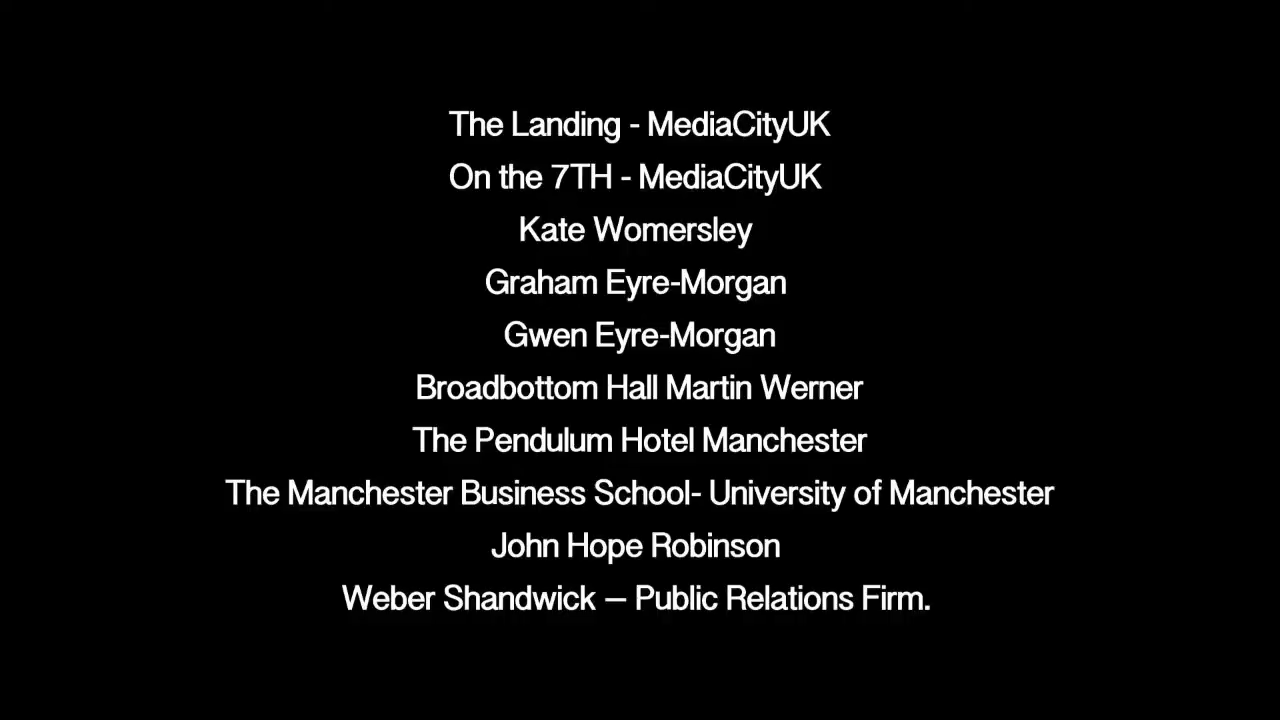 The Landing - MediaCityUK
On the 7TH - MediaCityUK
Kate Womersley
Graham Eyre-Morgan
Gwen Eyre-Morgan
Broadbottom Hall Martin Werner
The Pendulum Hotel Manchester
The Manchester Business School- University of Manchester
John Hope Robinson
Weber Shandwick – Public Relations Firm.